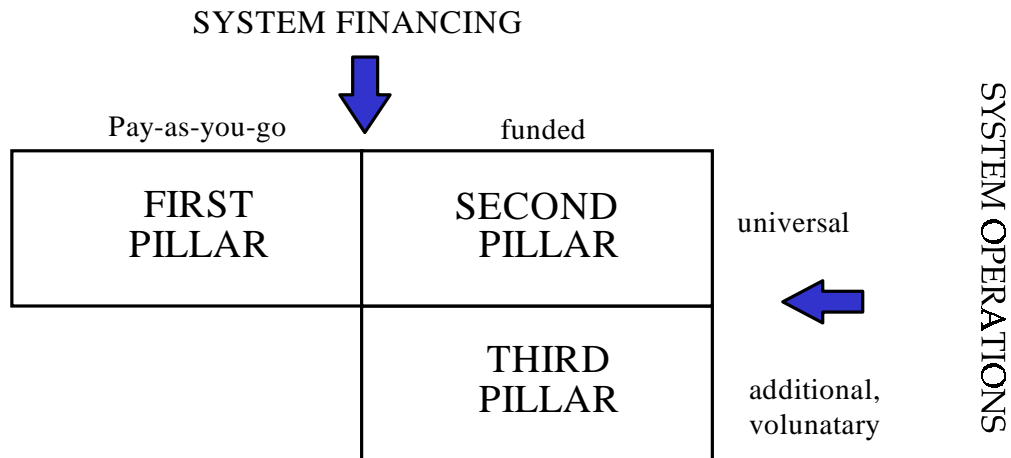 SYSTEM FINANCING
Pay-as-you-go
funded
FIRST
PILLAR
SECOND
PILLAR
universal
THIRD
PILLAR
additional,
volunatary
SYSTEM OPERATIONS